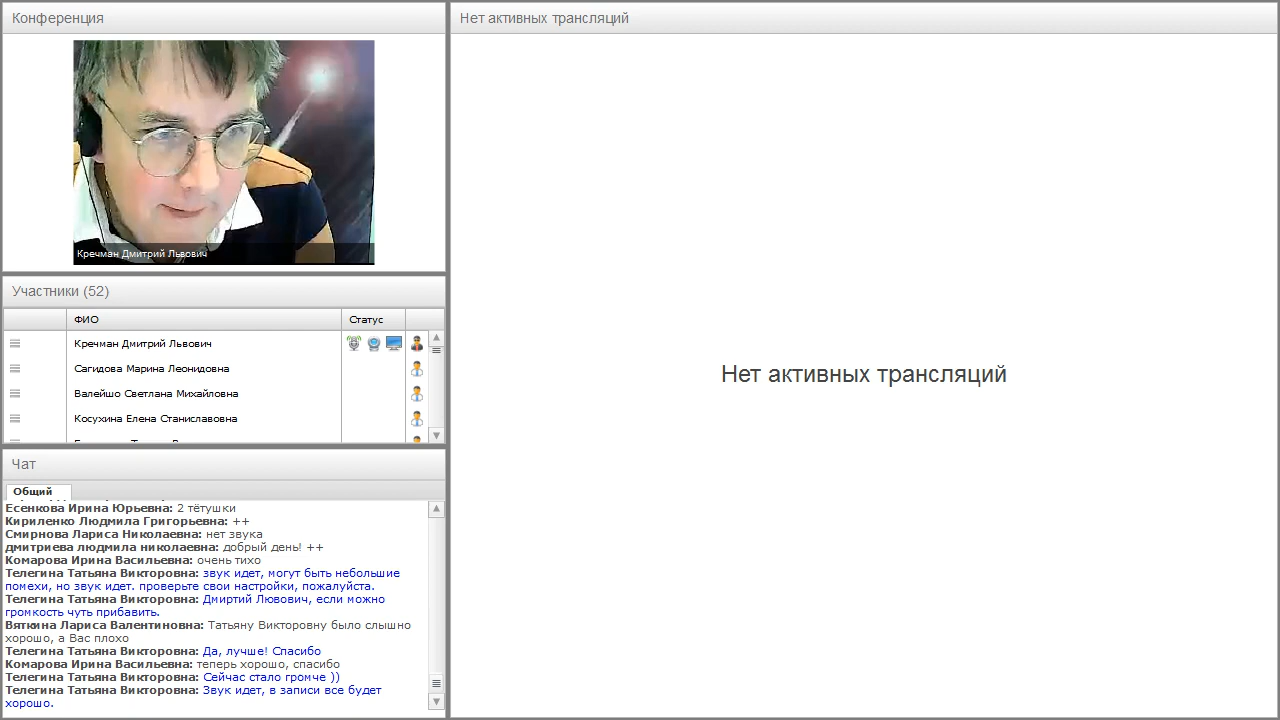 Конференция
Кречман Дмитрий Львович
Участники (52)
ФИО
Статус
Кречман Дмитрий Львович
Сагидова Марина Леонидовна
Валейшо Светлана Михайловна
Косухина Елена Станиславовна
Чат
Общий
Есенкова Ирина Юрьевна: 2 тётушки
Кириленко Людмила Григорьевна: ++
Смирнова Лариса Николаевна: нет звука
дмитриева людмила николаевна: добрый день! ++
Комарова Ирина Васильевна: очень тихо
Телегина Татьяна Викторовна: звук идет, могут быть небольшие
помехи, но звук идет. проверьте свои настройки, пожалуйста.
Телегина Татьяна Викторовна: Дмиртий Лювович, если можно
громкость чуть прибавить.
Вяткина Лариса Валентиновна: Татьяну Викторовну было слышно
хорошо, а Вас плохо
Телегина Татьяна Викторовна: Да, лучше! Спасибо
Комарова Ирина Васильевна: теперь хорошо, спасибо
Телегина Татьяна Викторовна: Сейчас стало громче ))
Телегина Татьяна Викторовна: Звук идет, в записи все будет
хорошо.
Нет активных трансляций
Нет активных трансляций